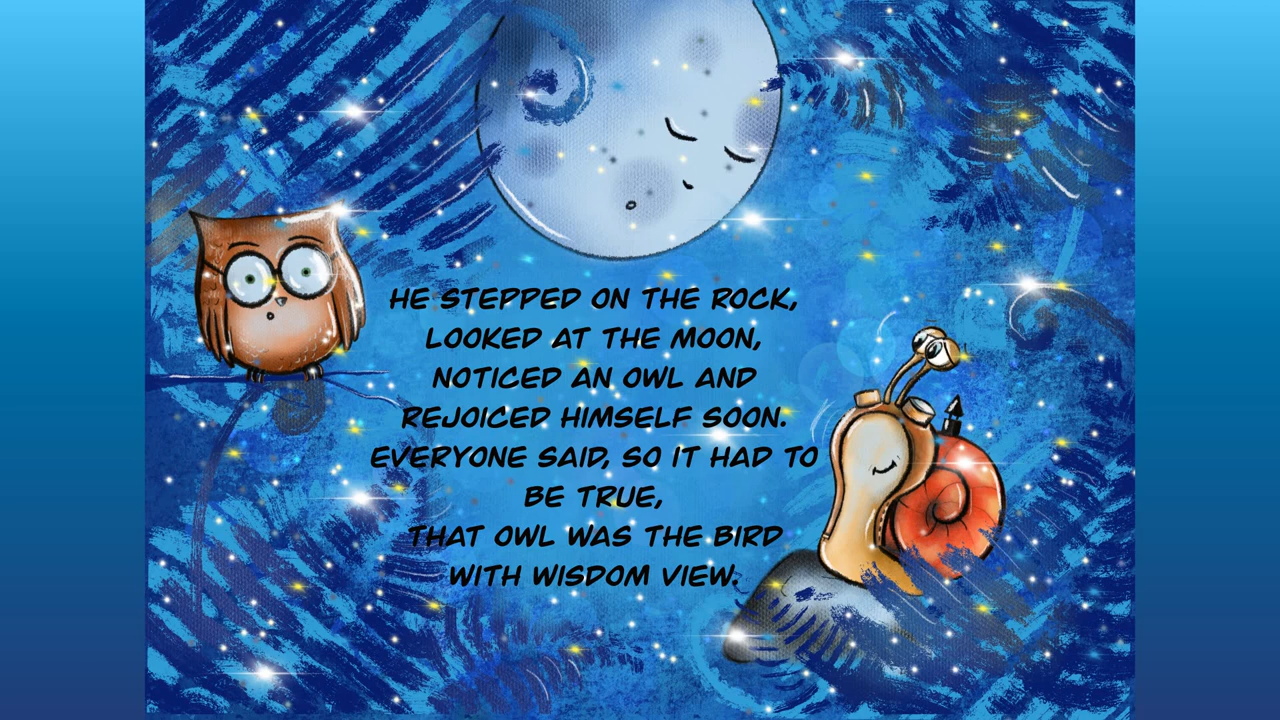 HE STEPPED ON THE ROCK,
LOOKED AT THE MOON,
NOTICED AN OWL AND
REJOICED HIMSELF SOON.
EVERYONE SAID, SO IT HAD TO
BE TRUE,
THAT OWL WAS THE BIRD
WITH WISDOM VIEW.